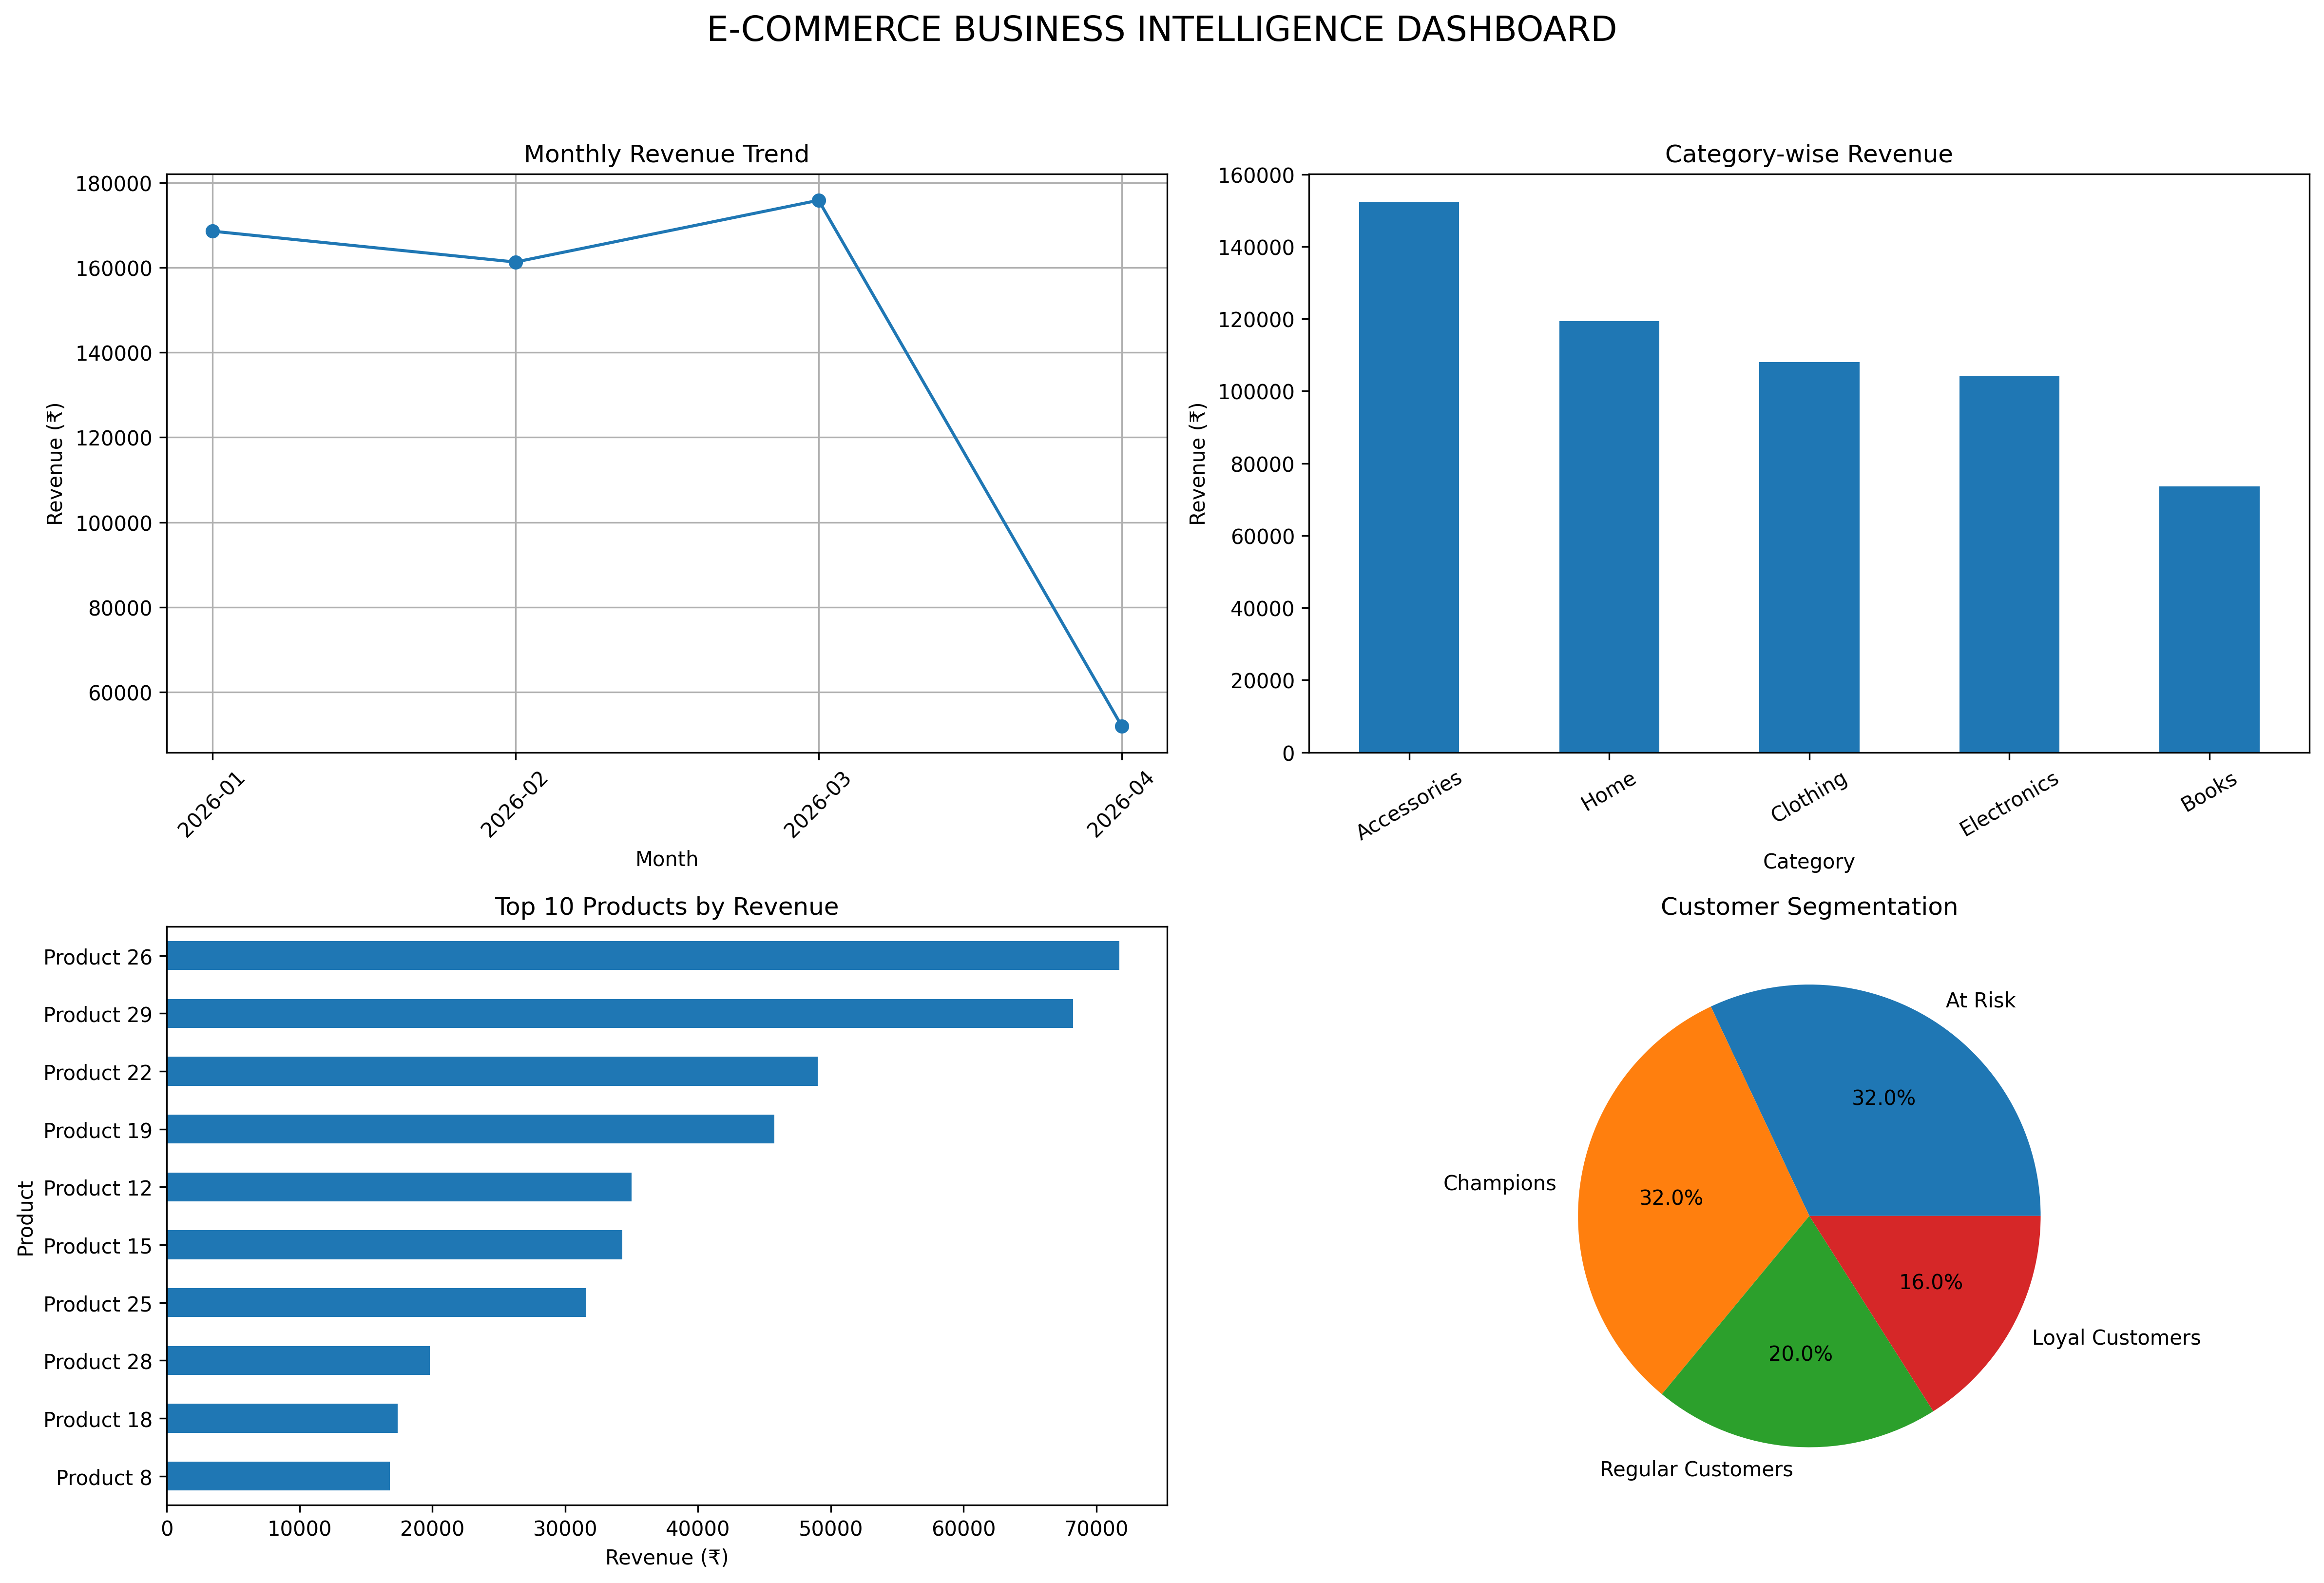 E-COMMERCE BUSINESS INTELLIGENCE DASHBOARD
Monthly Revenue Trend
180000
160000
140000
120000
100000
80000
60000
Revenue (₹)
2026-01
2026-02
2026-03
2026-04
Month
Category-wise Revenue
160000
140000
120000
100000
80000
60000
40000
20000
0
Revenue (₹)
Accessories
Home
Clothing
Electronics
Books
Category
Top 10 Products by Revenue
Product 26
Product 29
Product 22
Product 19
Product 12
Product 15
Product 25
Product 28
Product 18
Product 8
Product
0
10000
20000
30000
40000
50000
60000
70000
Revenue (₹)
Customer Segmentation
At Risk
32.0%
Champions
32.0%
16.0%
Loyal Customers
20.0%
Regular Customers